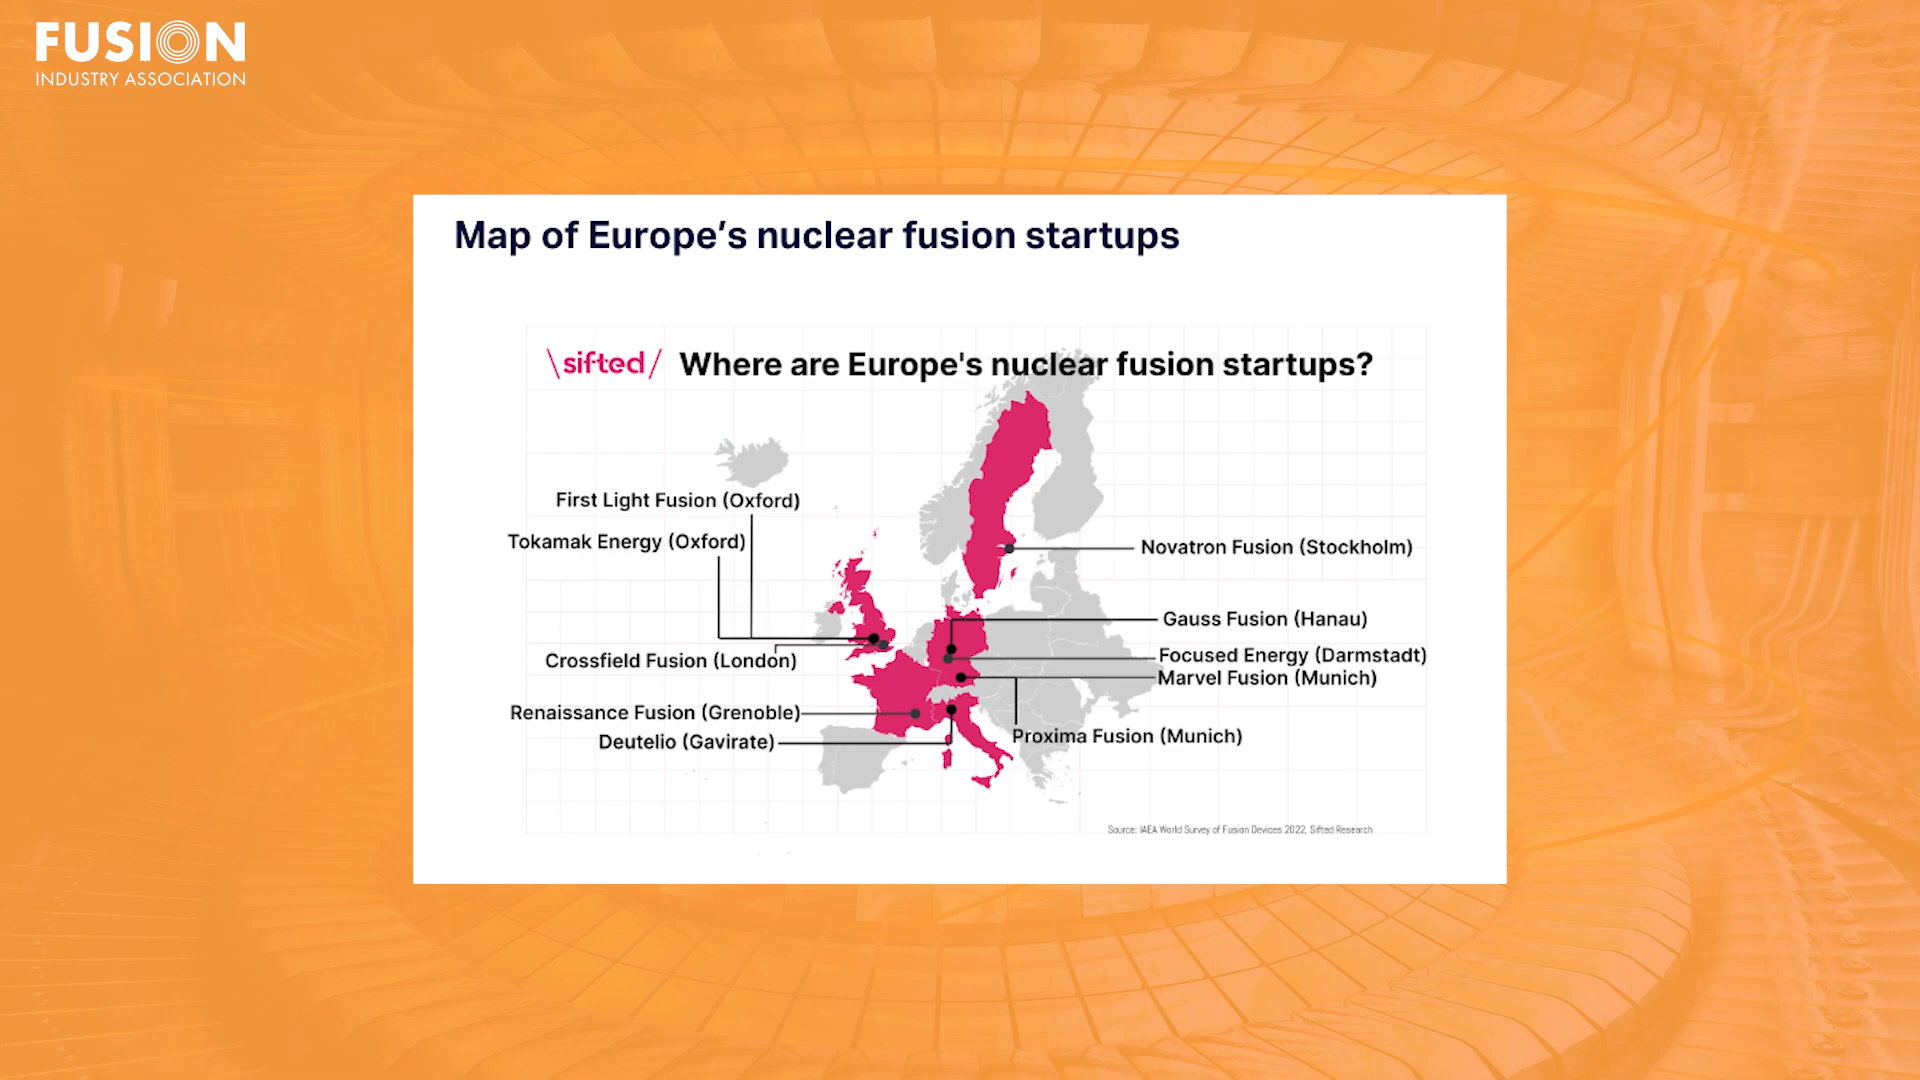 FUSION
INDUSTRY ASSOCIATION
Map of Europe’s nuclear fusion startups
\sifted/ Where are Europe's nuclear fusion startups?
First Light Fusion (Oxford)
Tokamak Energy (Oxford)
Novatron Fusion (Stockholm)
Gauss Fusion (Hanau)
Crossfield Fusion (London)
Focused Energy (Darmstadt)
Marvel Fusion (Munich)
Renaissance Fusion (Grenoble)
Proxima Fusion (Munich)
Deutelio (Gavirate)
Source: IAEA World Survey of Fusion Devices 2022, Sifted Research